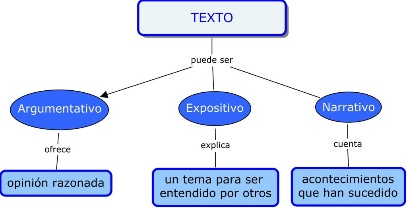 TEXTO
puede ser
Argumentativo
Expositivo
Narrativo
ofrece
explica
cuenta
opinión razonada
un tema para ser
entendido por otros
acontecimientos
que han sucedido